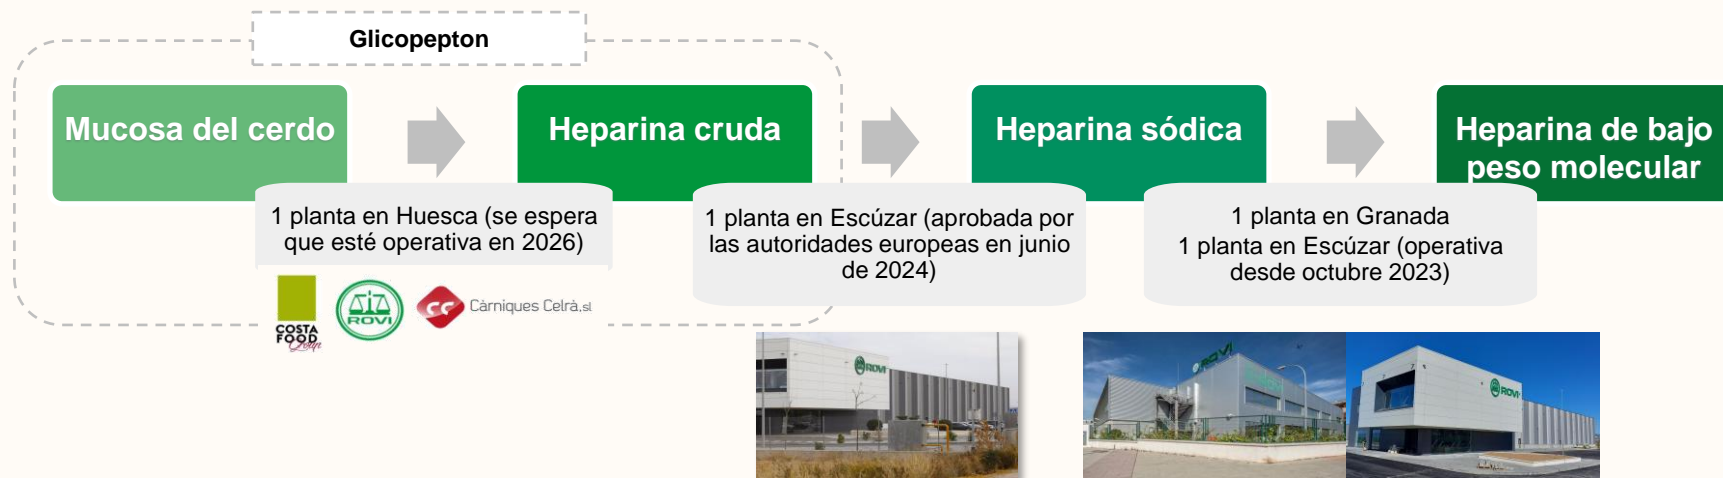 Glicopepton
Mucosa del cerdo
Heparina cruda
Heparina sódica
Heparina de bajo
peso molecular
1 planta en Huesca (se espera
que esté operativa en 2026)
1 planta en Escúzar (aprobada por
las autoridades europeas en junio
de 2024)
1 planta en Granada
1 planta en Escúzar (operativa
desde octubre 2023)
COSTA
FOOD
Group
ROVI
CC
Càrniques Celrà,sl
ROVI
ROVI
ROVI